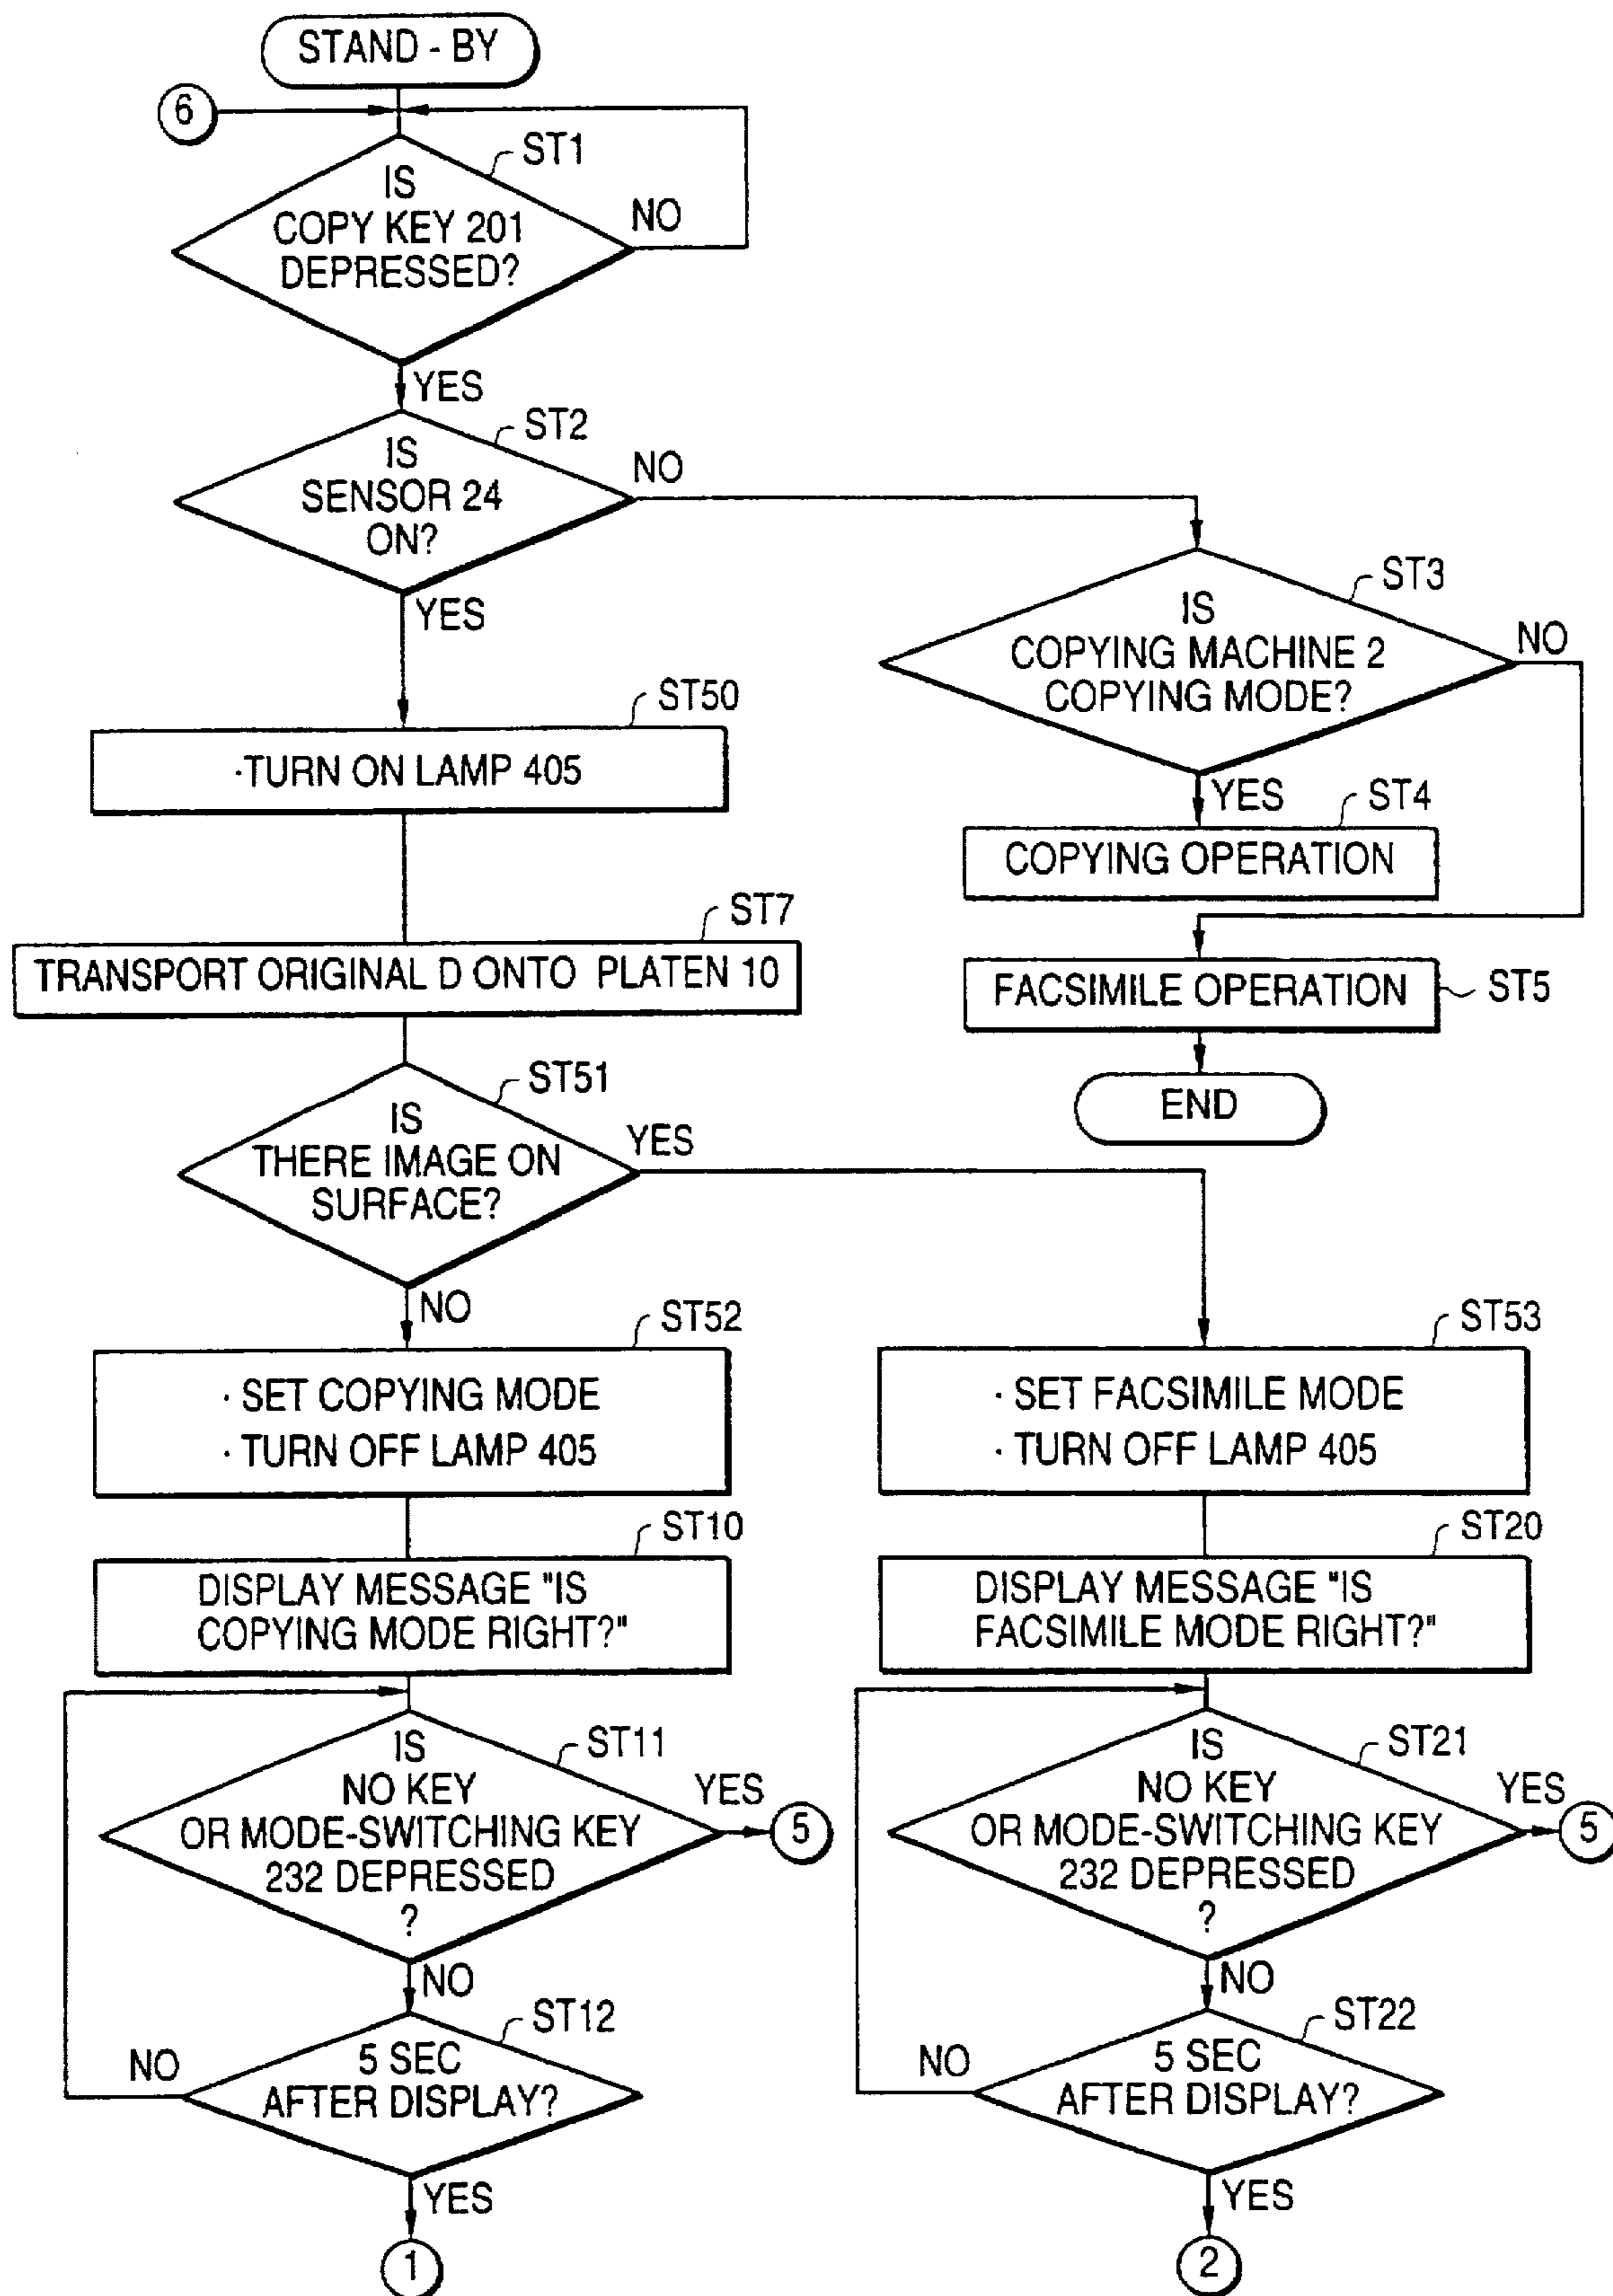 STAND - BY
6
ST1
IS
COPY KEY 201
DEPRESSED?
NO
YES
ST2
IS
SENSOR 24
ON?
NO
YES
ST3
IS
COPYING MACHINE 2
COPYING MODE?
NO
YES
ST4
COPYING OPERATION
FACSIMILE OPERATION
ST5
END
ST50
·TURN ON LAMP 405
ST7
TRANSPORT ORIGINAL D ONTO PLATEN 10
ST51
IS
THERE IMAGE ON
SURFACE?
YES
NO
ST52
· SET COPYING MODE
· TURN OFF LAMP 405
ST10
DISPLAY MESSAGE "IS
COPYING MODE RIGHT?"
ST11
IS
NO KEY
OR MODE-SWITCHING KEY
232 DEPRESSED
?
YES
5
NO
ST12
5 SEC
AFTER DISPLAY?
NO
YES
1
ST53
· SET FACSIMILE MODE
· TURN OFF LAMP 405
ST20
DISPLAY MESSAGE "IS
FACSIMILE MODE RIGHT?"
ST21
IS
NO KEY
OR MODE-SWITCHING KEY
232 DEPRESSED
?
YES
5
NO
ST22
5 SEC
AFTER DISPLAY?
NO
YES
2